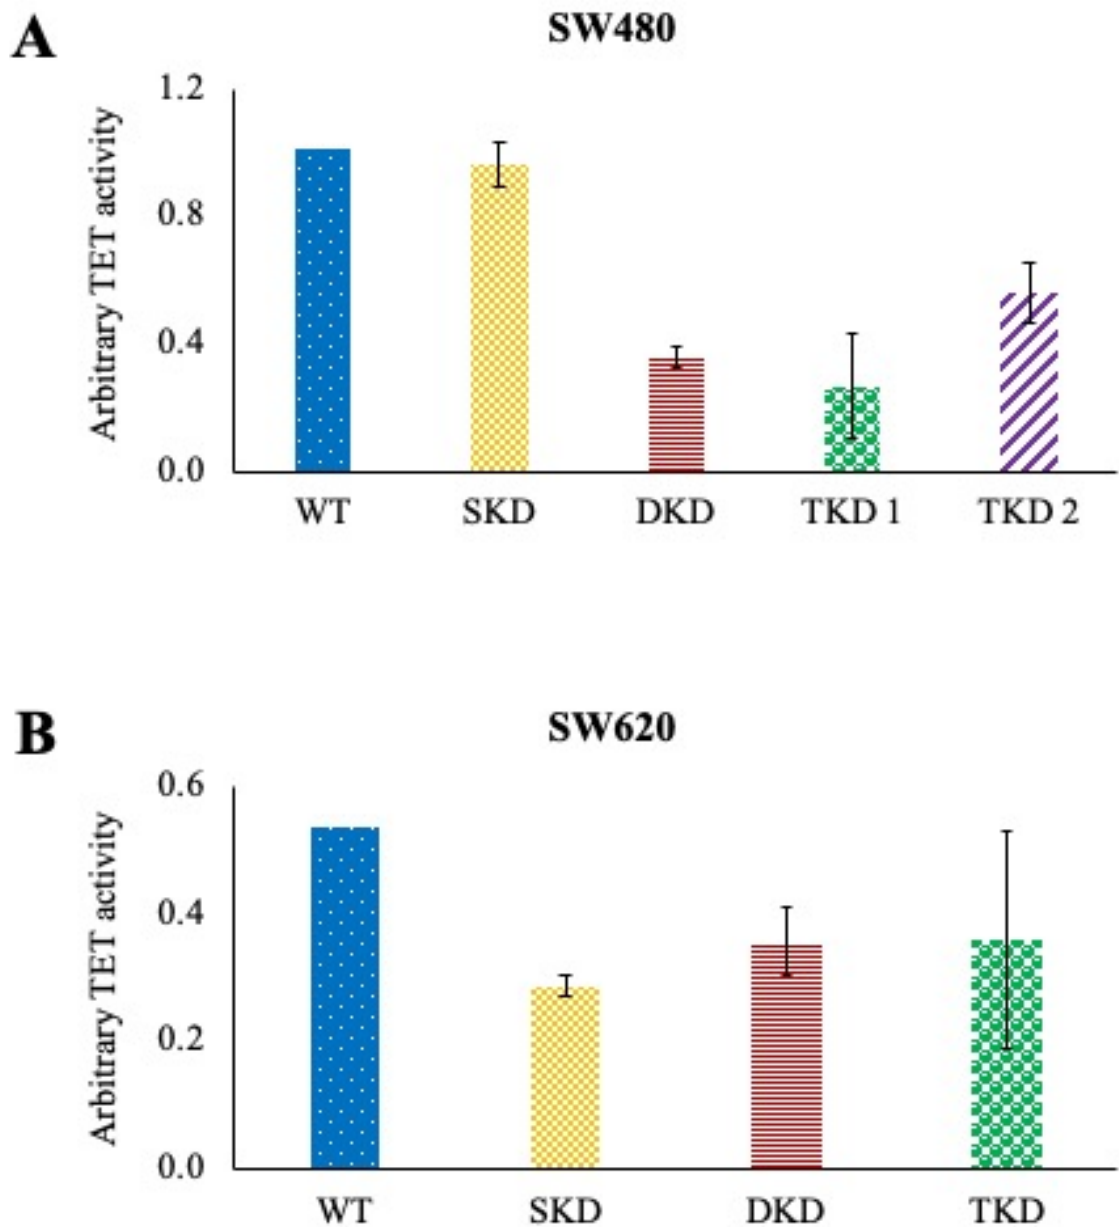 A
SW480
Arbitrary TET activity
1.2
0.8
0.4
0.0
WT SKD DKD TKD 1 TKD 2
B
SW620
Arbitrary TET activity
0.6
0.4
0.2
0.0
WT SKD DKD TKD